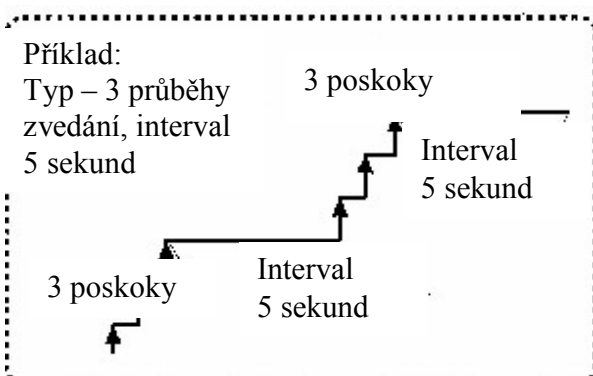 Příklad:
Typ – 3 průběhy
zvedání, interval
5 sekund
3 poskoky
Interval
5 sekund
3 poskoky
Interval
5 sekund